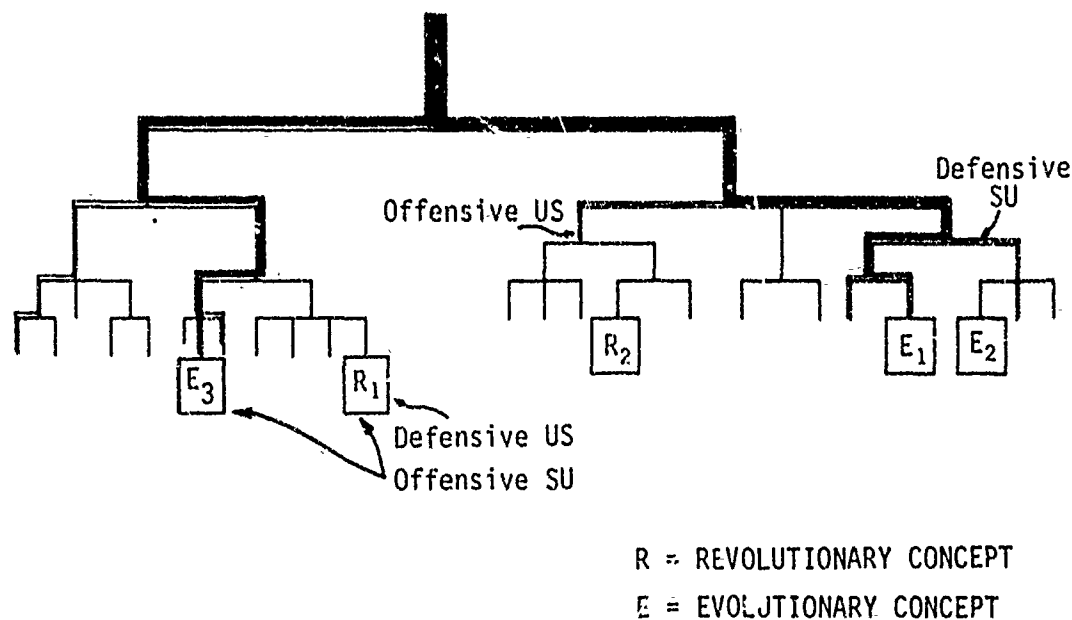 Defensive
SU
Offensive US
R2
E1
E2
E3
R1
Defensive US
Offensive SU
R = REVOLUTIONARY CONCEPT
E = EVOLUTIONARY CONCEPT